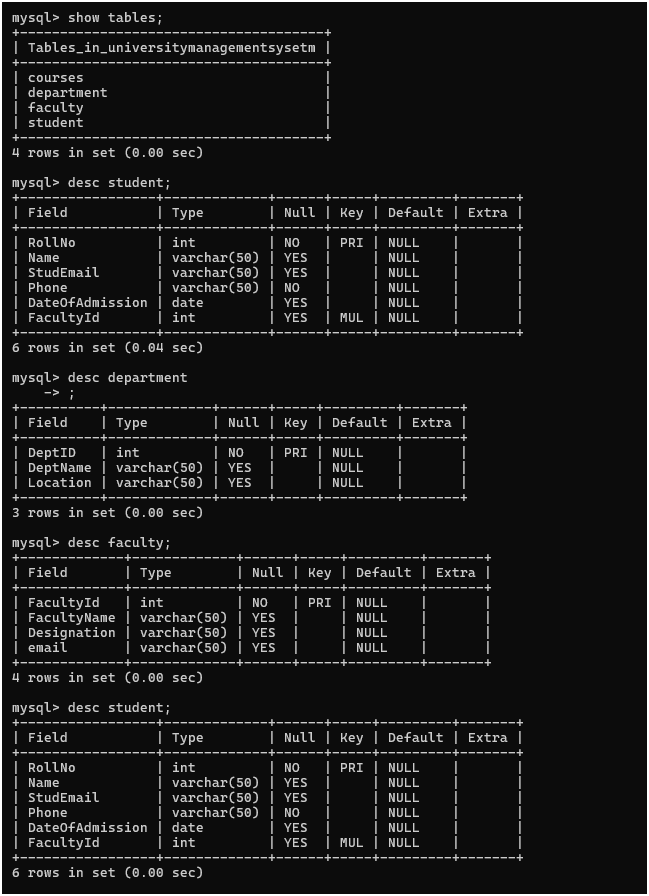 mysql> show tables;
+--------------------------------------+
| Tables_in_universitymanagementsysetm |
+--------------------------------------+
| courses                              |
| department                           |
| faculty                              |
| student                              |
+--------------------------------------+
4 rows in set (0.00 sec)
mysql> desc student;
+-----------------+-------------+------+-----+---------+-------+
| Field           | Type        | Null | Key | Default | Extra |
+-----------------+-------------+------+-----+---------+-------+
| RollNo          | int         | NO   | PRI | NULL    |       |
| Name            | varchar(50) | YES  |     | NULL    |       |
| StudEmail       | varchar(50) | YES  |     | NULL    |       |
| Phone           | varchar(50) | NO   |     | NULL    |       |
| DateOfAdmission | date        | YES  |     | NULL    |       |
| FacultyId       | int         | YES  | MUL | NULL    |       |
+-----------------+-------------+------+-----+---------+-------+
6 rows in set (0.04 sec)
mysql> desc department
    -> ;
+----------+-------------+------+-----+---------+-------+
| Field    | Type        | Null | Key | Default | Extra |
+----------+-------------+------+-----+---------+-------+
| DeptID   | int         | NO   | PRI | NULL    |       |
| DeptName | varchar(50) | YES  |     | NULL    |       |
| Location | varchar(50) | YES  |     | NULL    |       |
+----------+-------------+------+-----+---------+-------+
3 rows in set (0.00 sec)
mysql> desc faculty;
+-------------+-------------+------+-----+---------+-------+
| Field       | Type        | Null | Key | Default | Extra |
+-------------+-------------+------+-----+---------+-------+
| FacultyId   | int         | NO   | PRI | NULL    |       |
| FacultyName | varchar(50) | YES  |     | NULL    |       |
| Designation | varchar(50) | YES  |     | NULL    |       |
| email       | varchar(50) | YES  |     | NULL    |       |
+-------------+-------------+------+-----+---------+-------+
4 rows in set (0.00 sec)
mysql> desc student;
+-----------------+-------------+------+-----+---------+-------+
| Field           | Type        | Null | Key | Default | Extra |
+-----------------+-------------+------+-----+---------+-------+
| RollNo          | int         | NO   | PRI | NULL    |       |
| Name            | varchar(50) | YES  |     | NULL    |       |
| StudEmail       | varchar(50) | YES  |     | NULL    |       |
| Phone           | varchar(50) | NO   |     | NULL    |       |
| DateOfAdmission | date        | YES  |     | NULL    |       |
| FacultyId       | int         | YES  | MUL | NULL    |       |
+-----------------+-------------+------+-----+---------+-------+
6 rows in set (0.00 sec)